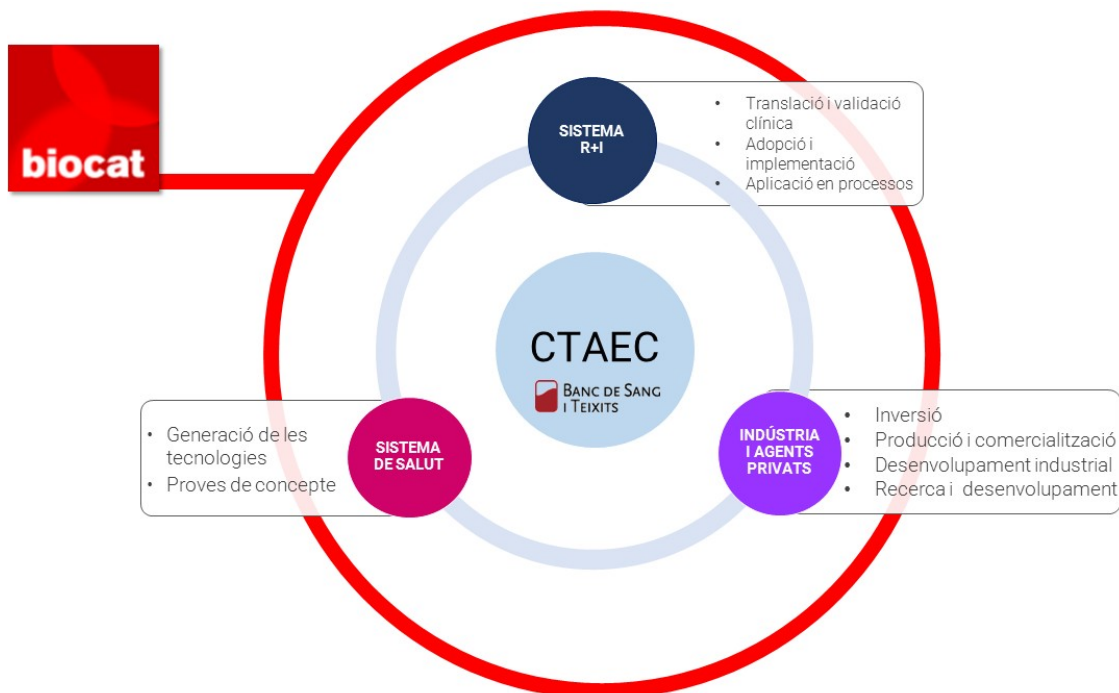 biocat
SISTEMA
R+I
• Translació i validació
clínica
• Adopció i
implementació
• Aplicació en processos
CTAEC
BANC DE SANG
I TEIXITS
• Generació de les
tecnologies
• Proves de concepte
SISTEMA
DE SALUT
INDÚSTRIA
I AGENTS
PRIVATS
• Inversió
• Producció i comercialització
• Desenvolupament industrial
• Recerca i desenvolupament